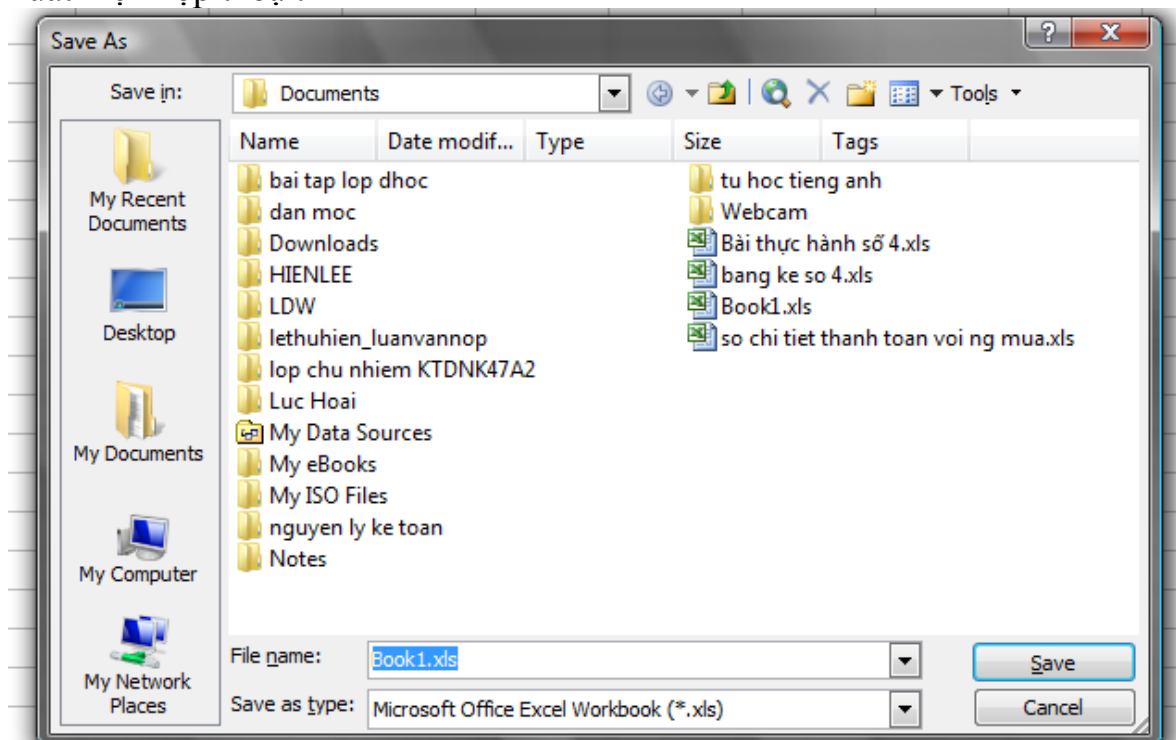 Save As
Save in:
Documents
Tools
My Recent
Documents
Desktop
My Documents
My Computer
My Network
Places
Name Date modif... Type Size Tags
bai tap lop dhoc
dan moc
Downloads
HIENLEE
LDW
lethuhien_luanvannop
lop chu nhiem KTDNK47A2
Luc Hoai
My Data Sources
My eBooks
My ISO Files
nguyen ly ke toan
Notes
tu hoc tieng anh
Webcam
Bài thực hành số 4.xls
bang ke so 4.xls
Book1.xls
so chi tiet thanh toan voi ng mua.xls
File name:
Book1.xls
Save
Save as type:
Microsoft Office Excel Workbook (*.xls)
Cancel